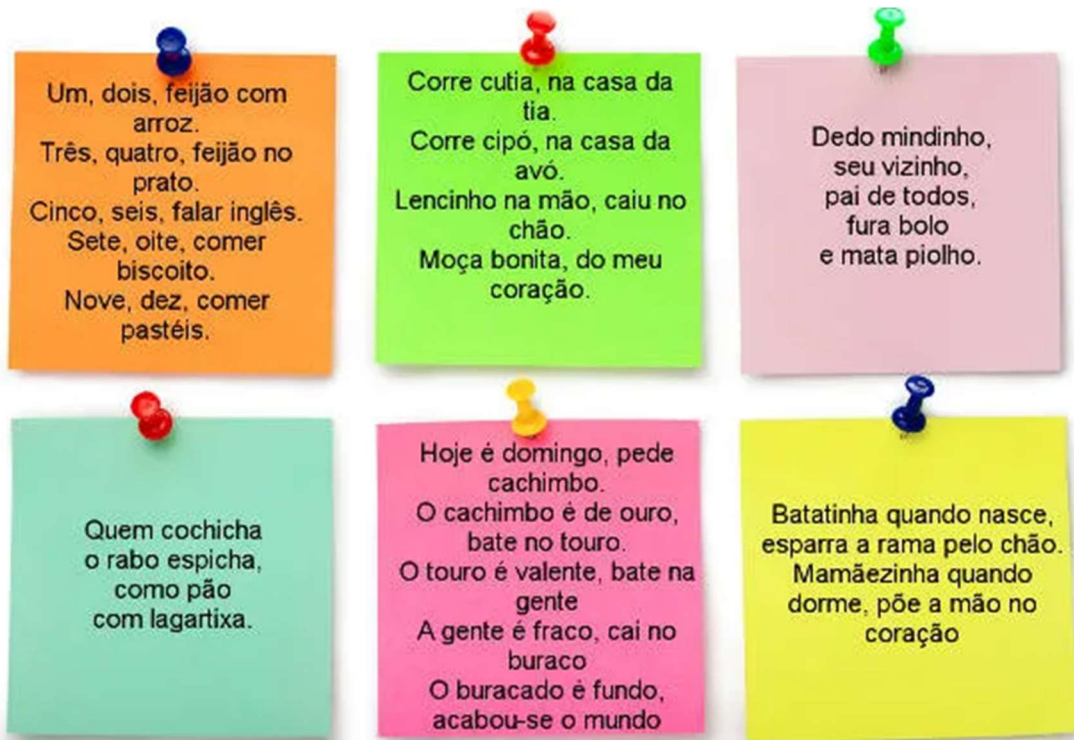 Um, dois, feijão com
arroz.
Três, quatro, feijão no
prato.
Cinco, seis, falar inglês.
Sete, oite, comer
biscoito.
Nove, dez, comer
pastéis.
Corre cutia, na casa da
tia.
Corre cipó, na casa da
avó.
Lencinho na mão, caiu no
chão.
Moça bonita, do meu
coração.
Dedo mindinho,
seu vizinho,
pai de todos,
fura bolo
e mata piolho.
Quem cochicha
o rabo espicha,
como pão
com lagartixa.
Hoje é domingo, pede
cachimbo.
O cachimbo é de ouro,
bate no touro.
O touro é valente, bate na
gente
A gente é fraco, cai no
buraco
O buracado é fundo,
acabou-se o mundo
Batatinha quando nasce,
esparra a rama pelo chão.
Mamãezinha quando
dorme, põe a mão no
coração